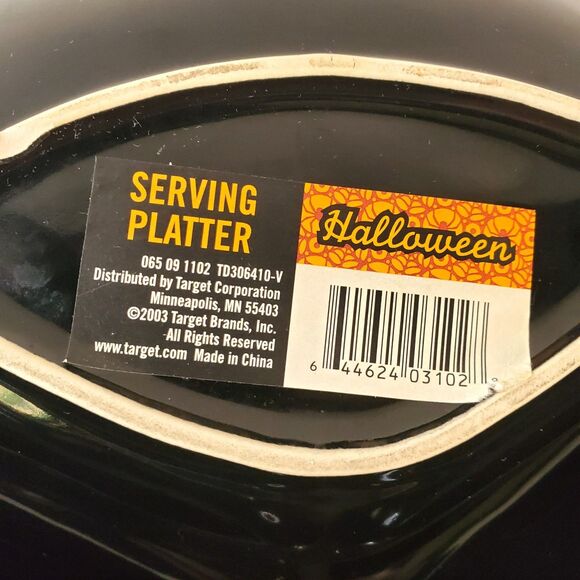 SERVING
PLATTER
065 09 1102 TD306410-V
Distributed by Target Corporation
Minneapolis, MN 55403
©2003 Target Brands, Inc.
All Rights Reserved
www.target.com Made in China
Halloween
6 44624 03102